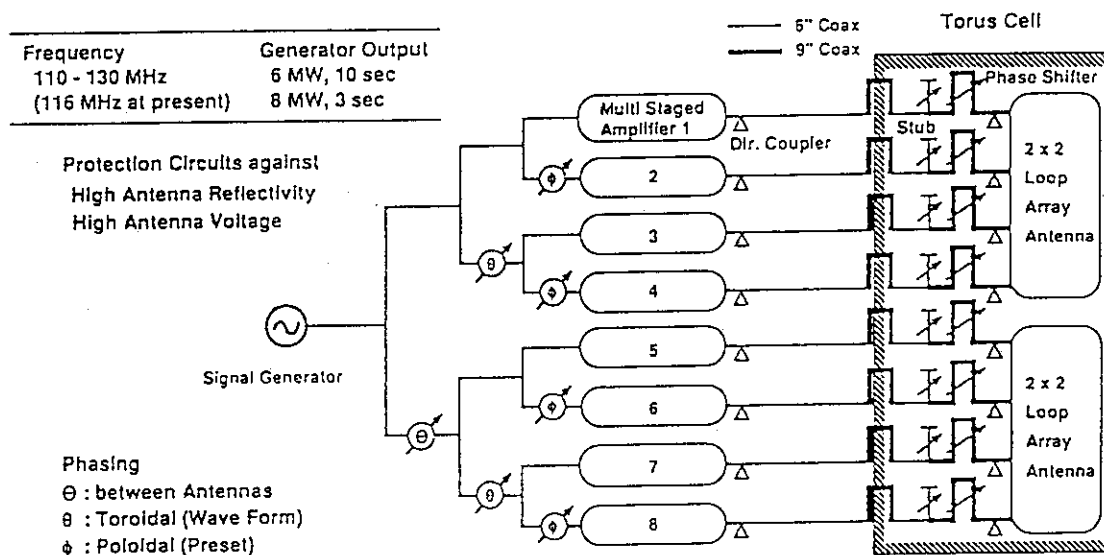 Frequency Generator Output
110 - 130 MHz 6 MW, 10 sec
(116 MHz at present) 8 MW, 3 sec
Protection Circuits against
High Antenna Reflectivity
High Antenna Voltage
Signal Generator
Phasing
Θ : between Antennas
θ : Toroidal (Wave Form)
ϕ : Poloidal (Preset)
Θ
θ
θ
ϕ
ϕ
ϕ
ϕ
Multi Staged
Amplifier 1
2
3
4
5
6
7
8
Dir. Coupler
6" Coax
9" Coax
Torus Cell
Phase Shifter
Stub
2 x 2
Loop
Array
Antenna
2 x 2
Loop
Array
Antenna